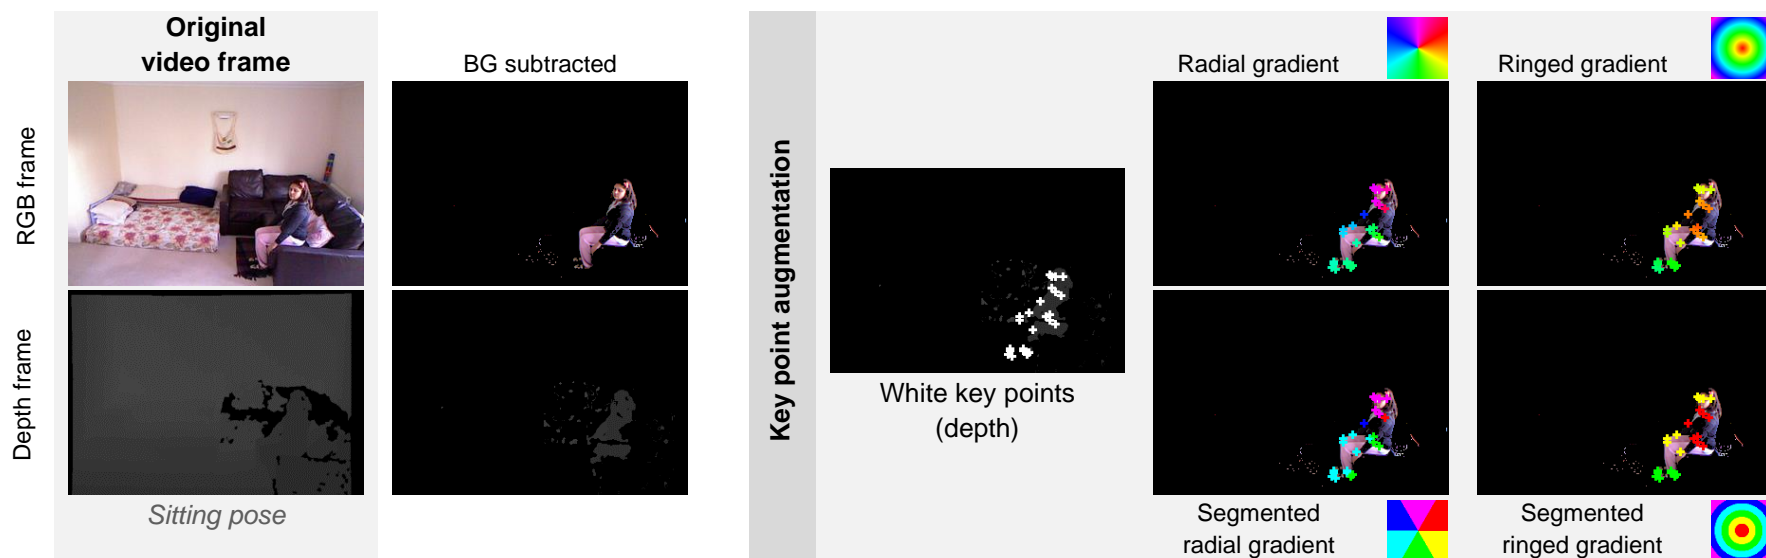 Original
video frame
BG subtracted
Radial gradient
Ringed gradient
RGB frame
Depth frame
Key point augmentation
White key points
(depth)
Sitting pose
Segmented
radial gradient
Segmented
ringed gradient